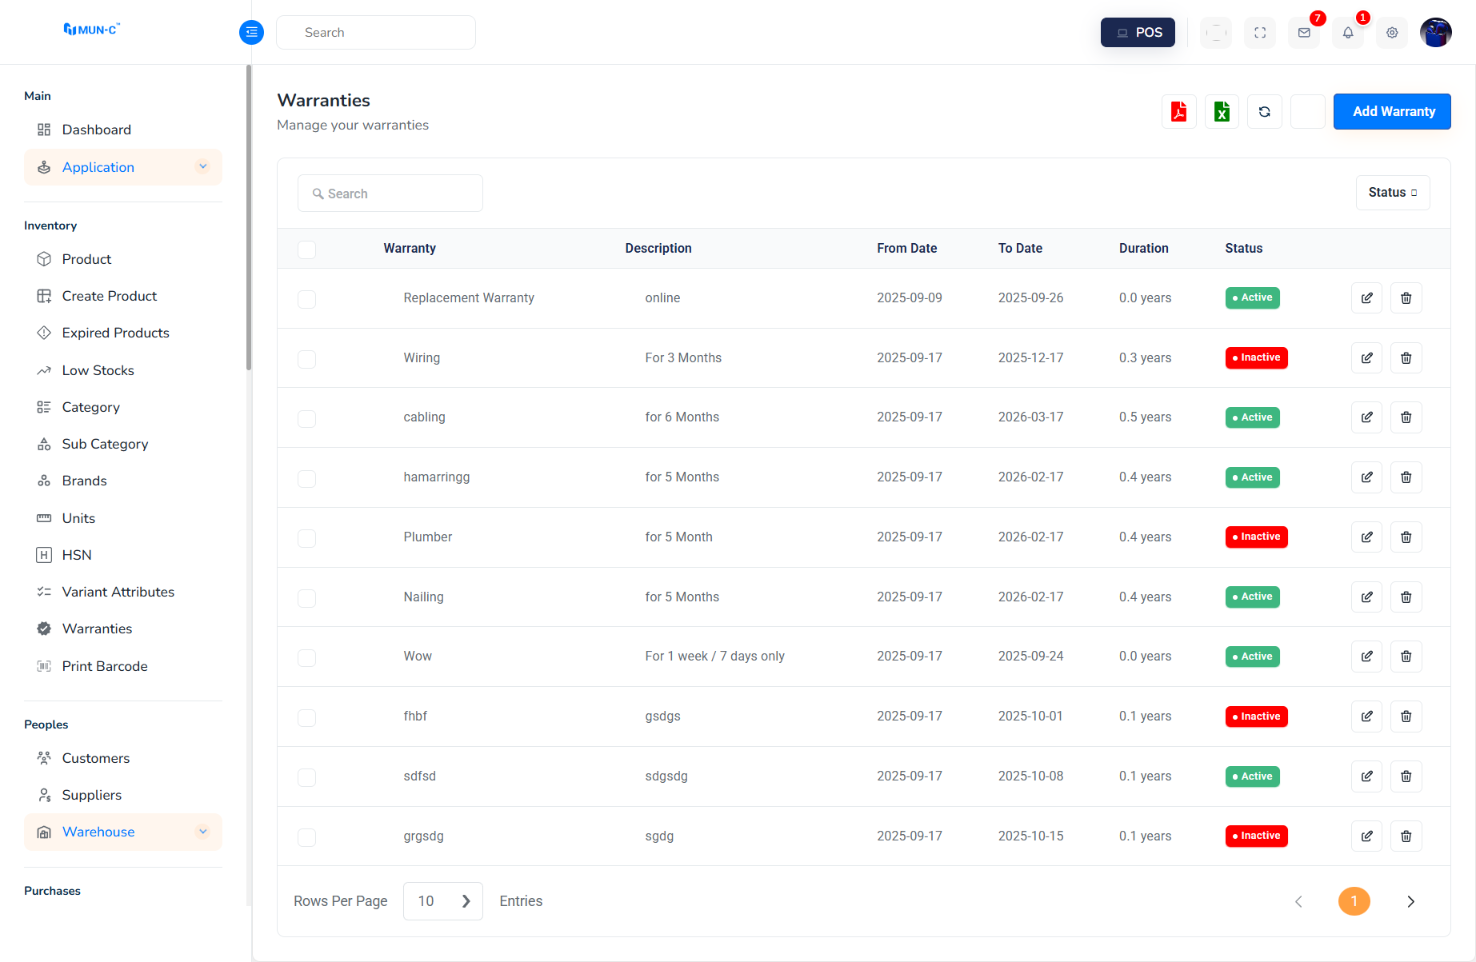 MUN-C™
Search
POS
7
1
Main
Dashboard
Application
Inventory
Product
Create Product
Expired Products
Low Stocks
Category
Sub Category
Brands
Units
HSN
Variant Attributes
Warranties
Print Barcode
Peoples
Customers
Suppliers
Warehouse
Purchases
Warranties
Manage your warranties
Add Warranty
Search
Status
Warranty Description From Date To Date Duration Status
Replacement Warranty online 2025-09-09 2025-09-26 0.0 years Active
Wiring For 3 Months 2025-09-17 2025-12-17 0.3 years Inactive
cabling for 6 Months 2025-09-17 2026-03-17 0.5 years Active
hamarringg for 5 Months 2025-09-17 2026-02-17 0.4 years Active
Plumber for 5 Month 2025-09-17 2026-02-17 0.4 years Inactive
Nailing for 5 Months 2025-09-17 2026-02-17 0.4 years Active
Wow For 1 week / 7 days only 2025-09-17 2025-09-24 0.0 years Active
fhbf gsdgs 2025-09-17 2025-10-01 0.1 years Inactive
sdfsd sdgsdg 2025-09-17 2025-10-08 0.1 years Active
grgsdg sgdg 2025-09-17 2025-10-15 0.1 years Inactive
Rows Per Page 10 Entries 1